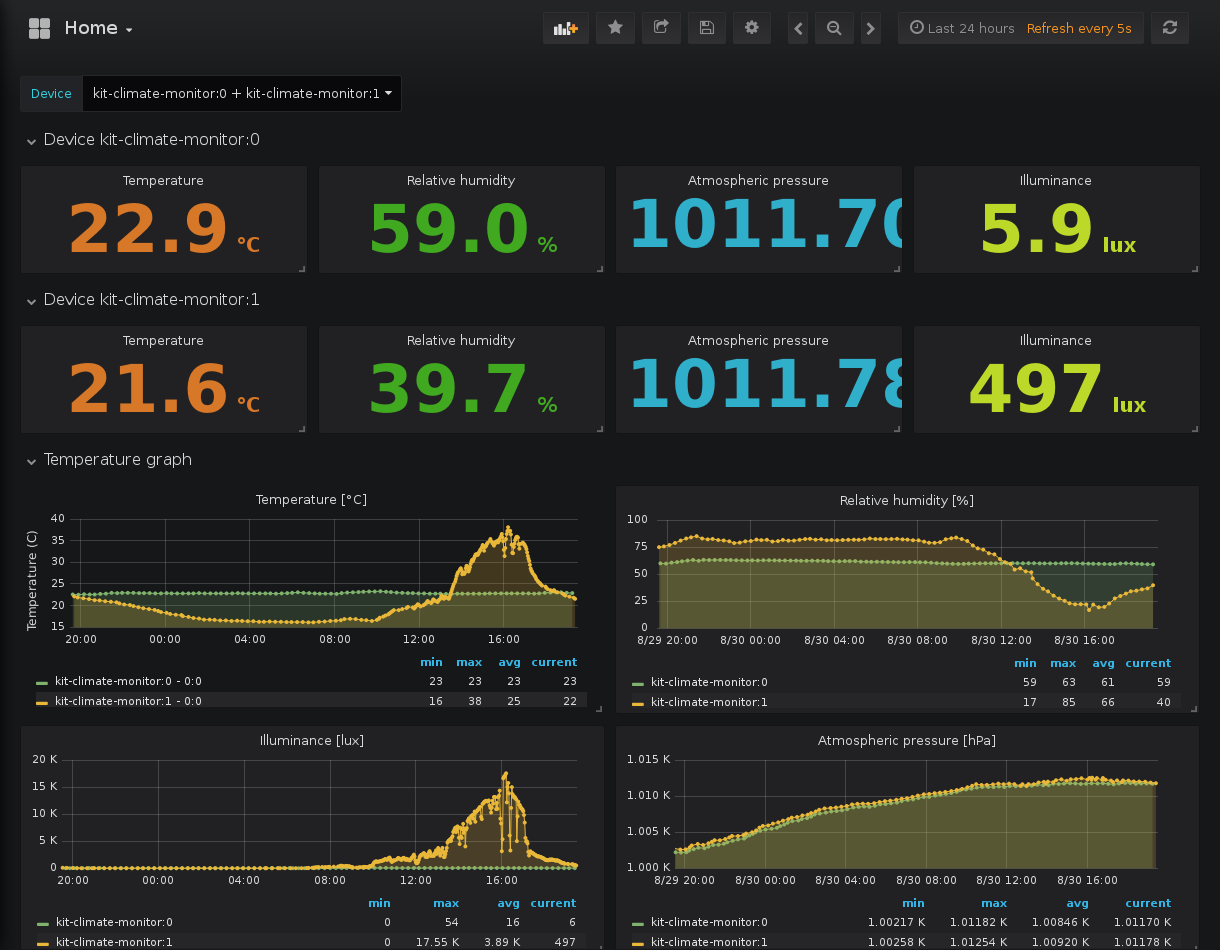 Home
Last 24 hours Refresh every 5s
Device kit-climate-monitor:0 + kit-climate-monitor:1
Device kit-climate-monitor:0
Temperature
22.9 °C
Relative humidity
59.0 %
Atmospheric pressure
1011.70
Illuminance
5.9 lux
Device kit-climate-monitor:1
Temperature
21.6 °C
Relative humidity
39.7 %
Atmospheric pressure
1011.78
Illuminance
497 lux
Temperature graph
Temperature [°C]
Temperature (C)
40
35
30
25
20
15
20:00 00:00 04:00 08:00 12:00 16:00
min max avg current
kit-climate-monitor:0 - 0:0 23 23 23 23
kit-climate-monitor:1 - 0:0 16 38 25 22
Relative humidity [%]
100
75
50
25
0
8/29 20:00 8/30 00:00 8/30 04:00 8/30 08:00 8/30 12:00 8/30 16:00
min max avg current
kit-climate-monitor:0 59 63 61 59
kit-climate-monitor:1 17 85 66 40
Illuminance [lux]
20 K
15 K
10 K
5 K
0
20:00 00:00 04:00 08:00 12:00 16:00
min max avg current
kit-climate-monitor:0 0 54 16 6
kit-climate-monitor:1 0 17.55 K 3.89 K 497
Atmospheric pressure [hPa]
1.015 K
1.010 K
1.005 K
1.000 K
8/29 20:00 8/30 00:00 8/30 04:00 8/30 08:00 8/30 12:00 8/30 16:00
min max avg current
kit-climate-monitor:0 1.00217 K 1.01182 K 1.00846 K 1.01170 K
kit-climate-monitor:1 1.00258 K 1.01254 K 1.00920 K 1.01178 K